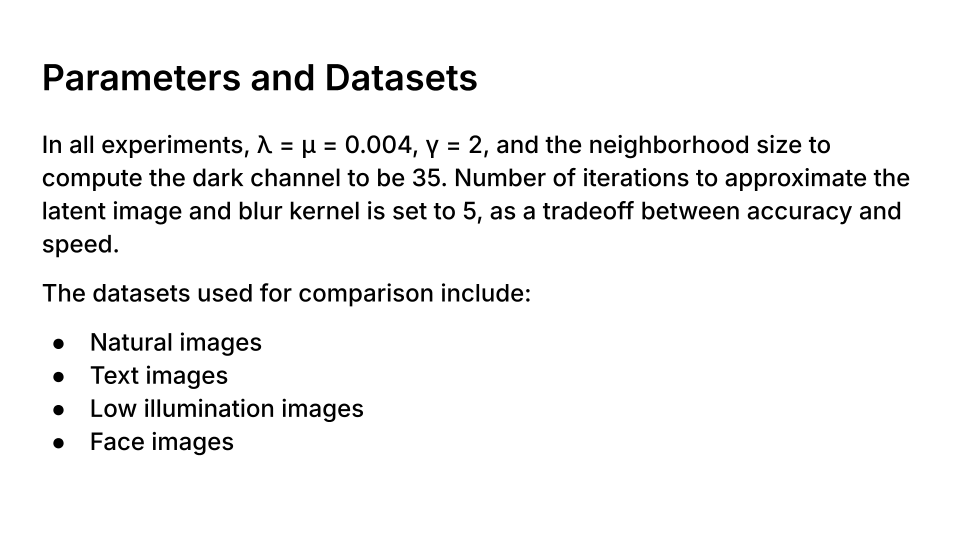 Parameters and Datasets
In all experiments, λ = μ = 0.004, γ = 2, and the neighborhood size to
compute the dark channel to be 35. Number of iterations to approximate the
latent image and blur kernel is set to 5, as a tradeoff between accuracy and
speed.
The datasets used for comparison include:
● Natural images
● Text images
● Low illumination images
● Face images